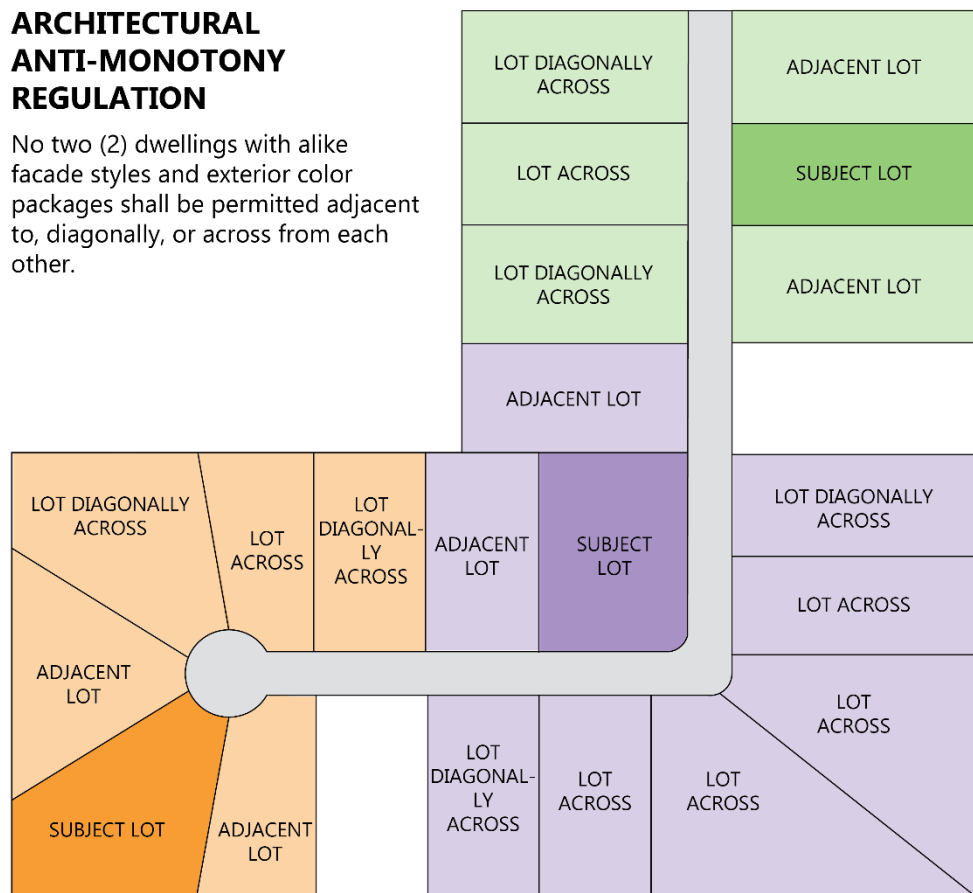 ARCHITECTURAL
ANTI-MONOTONY
REGULATION
No two (2) dwellings with alike
facade styles and exterior color
packages shall be permitted adjacent
to, diagonally, or across from each
other.
LOT DIAGONALLY
ACROSS
ADJACENT LOT
LOT ACROSS
SUBJECT LOT
LOT DIAGONALLY
ACROSS
ADJACENT LOT
ADJACENT LOT
LOT DIAGONALLY
ACROSS
LOT
ACROSS
LOT
DIAGONAL-
LY
ACROSS
ADJACENT
LOT
SUBJECT
LOT
LOT DIAGONALLY
ACROSS
LOT ACROSS
ADJACENT
LOT
LOT
ACROSS
SUBJECT LOT
ADJACENT
LOT
LOT
DIAGONAL-
LY
ACROSS
LOT
ACROSS
LOT
ACROSS